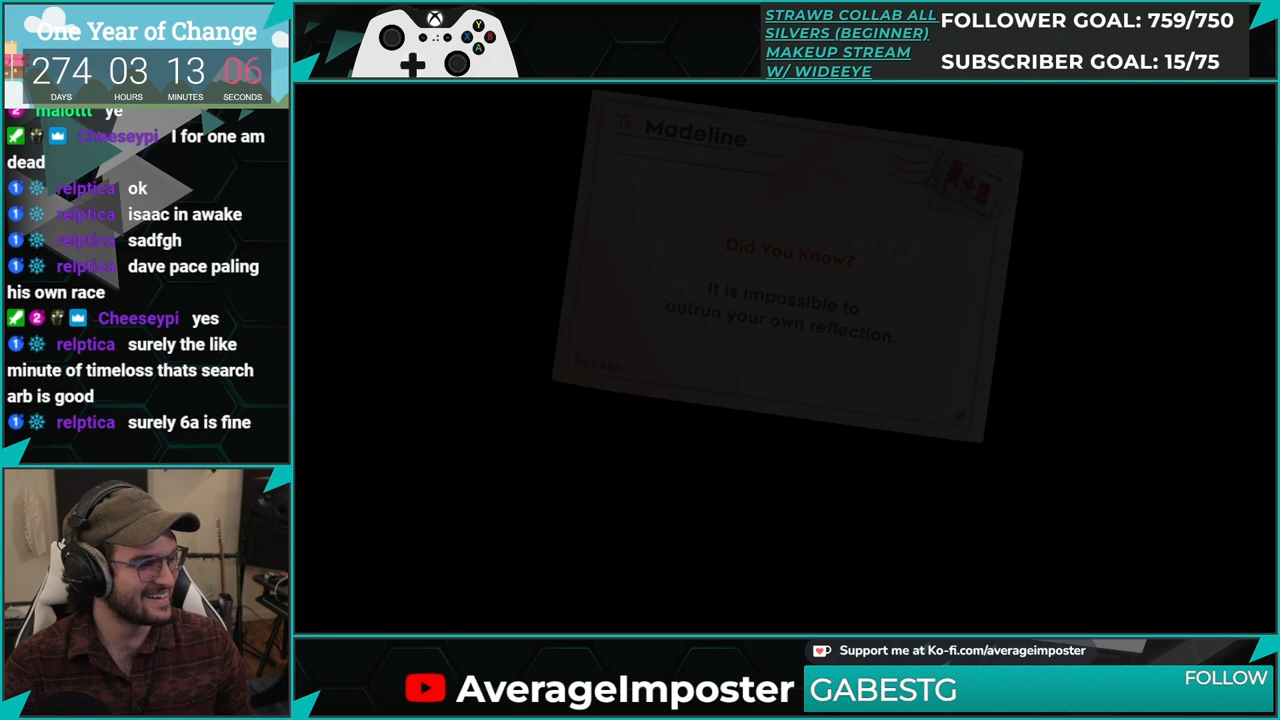 One Year of Change
274 03 13 06
DAYS HOURS MINUTES SECONDS
malottt ye
Cheeseypi I for one am
dead
relptica ok
relptica isaac in awake
relptica sadfgh
relptica dave pace paling
his own race
Cheeseypi yes
relptica surely the like
minute of timeloss thats search
arb is good
relptica surely 6a is fine
STRAWB COLLAB ALL
SILVERS (BEGINNER)
MAKEUP STREAM
W/ WIDEEYE
FOLLOWER GOAL: 759/750
SUBSCRIBER GOAL: 15/75
To: Madeline
Did You Know?
It is impossible to
outrun your own reflection.
Support me at Ko-fi.com/averageimposter
AverageImposter
GABESTG
FOLLOW